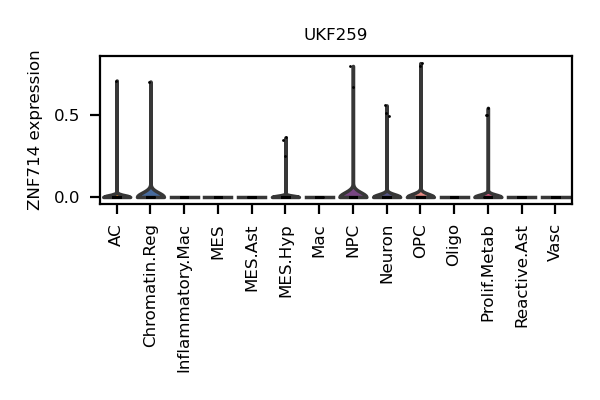 UKF259
ZNF714 expression
0.5
0.0
AC
Chromatin.Reg
Inflammatory.Mac
MES
MES.Ast
MES.Hyp
Mac
NPC
Neuron
OPC
Oligo
Prolif.Metab
Reactive.Ast
Vasc